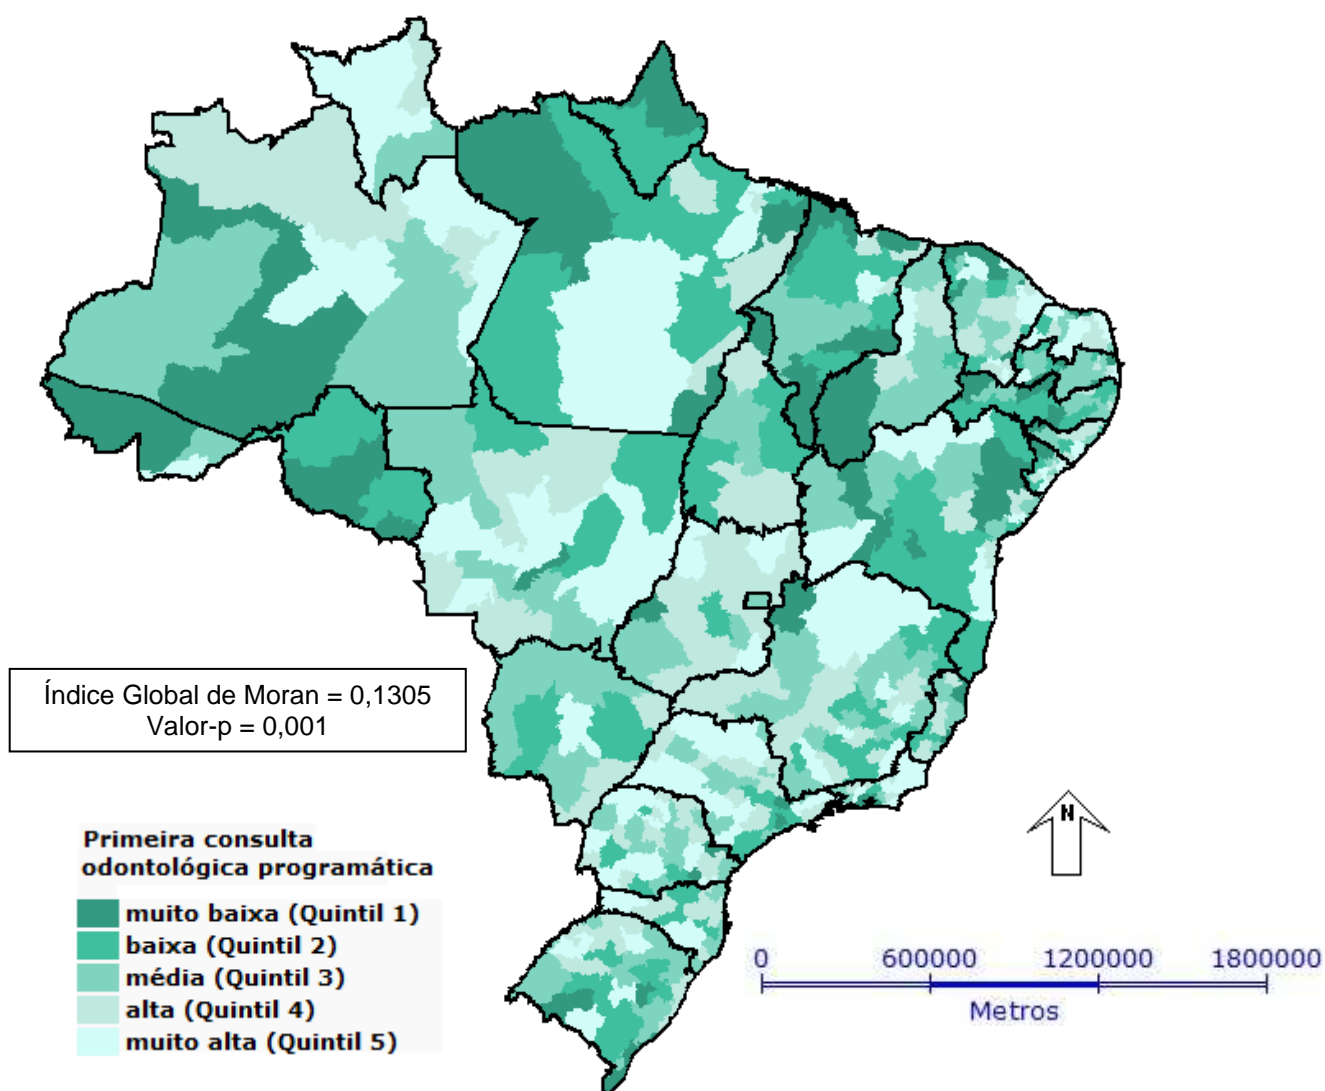 Índice Global de Moran = 0,1305
Valor-p = 0,001
Primeira consulta
odontológica programática
muito baixa (Quintil 1)
baixa (Quintil 2)
média (Quintil 3)
alta (Quintil 4)
muito alta (Quintil 5)
N
0 600000 1200000 1800000
Metros